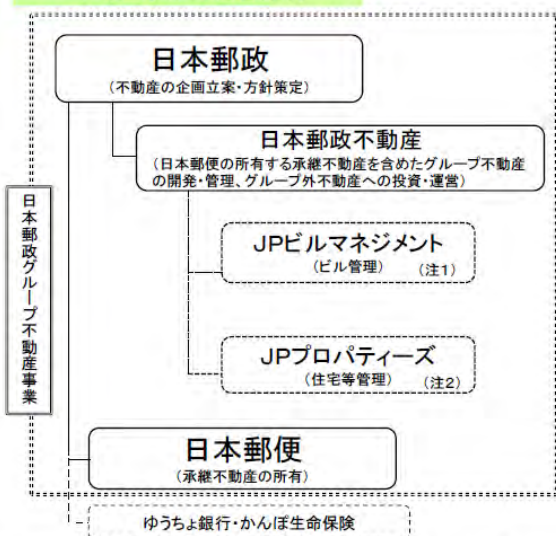 日本郵政
(不動産の企画立案・方針策定)
日本郵政不動産
(日本郵便の所有する承継不動産を含めたグループ不動産
の開発・管理、グループ外不動産への投資・運営)
日本郵政グループ不動産事業
JPビルマネジメント
(ビル管理) (注1)
JPプロパティーズ
(住宅等管理) (注2)
日本郵便
(承継不動産の所有)
ゆうちょ銀行・かんぽ生命保険